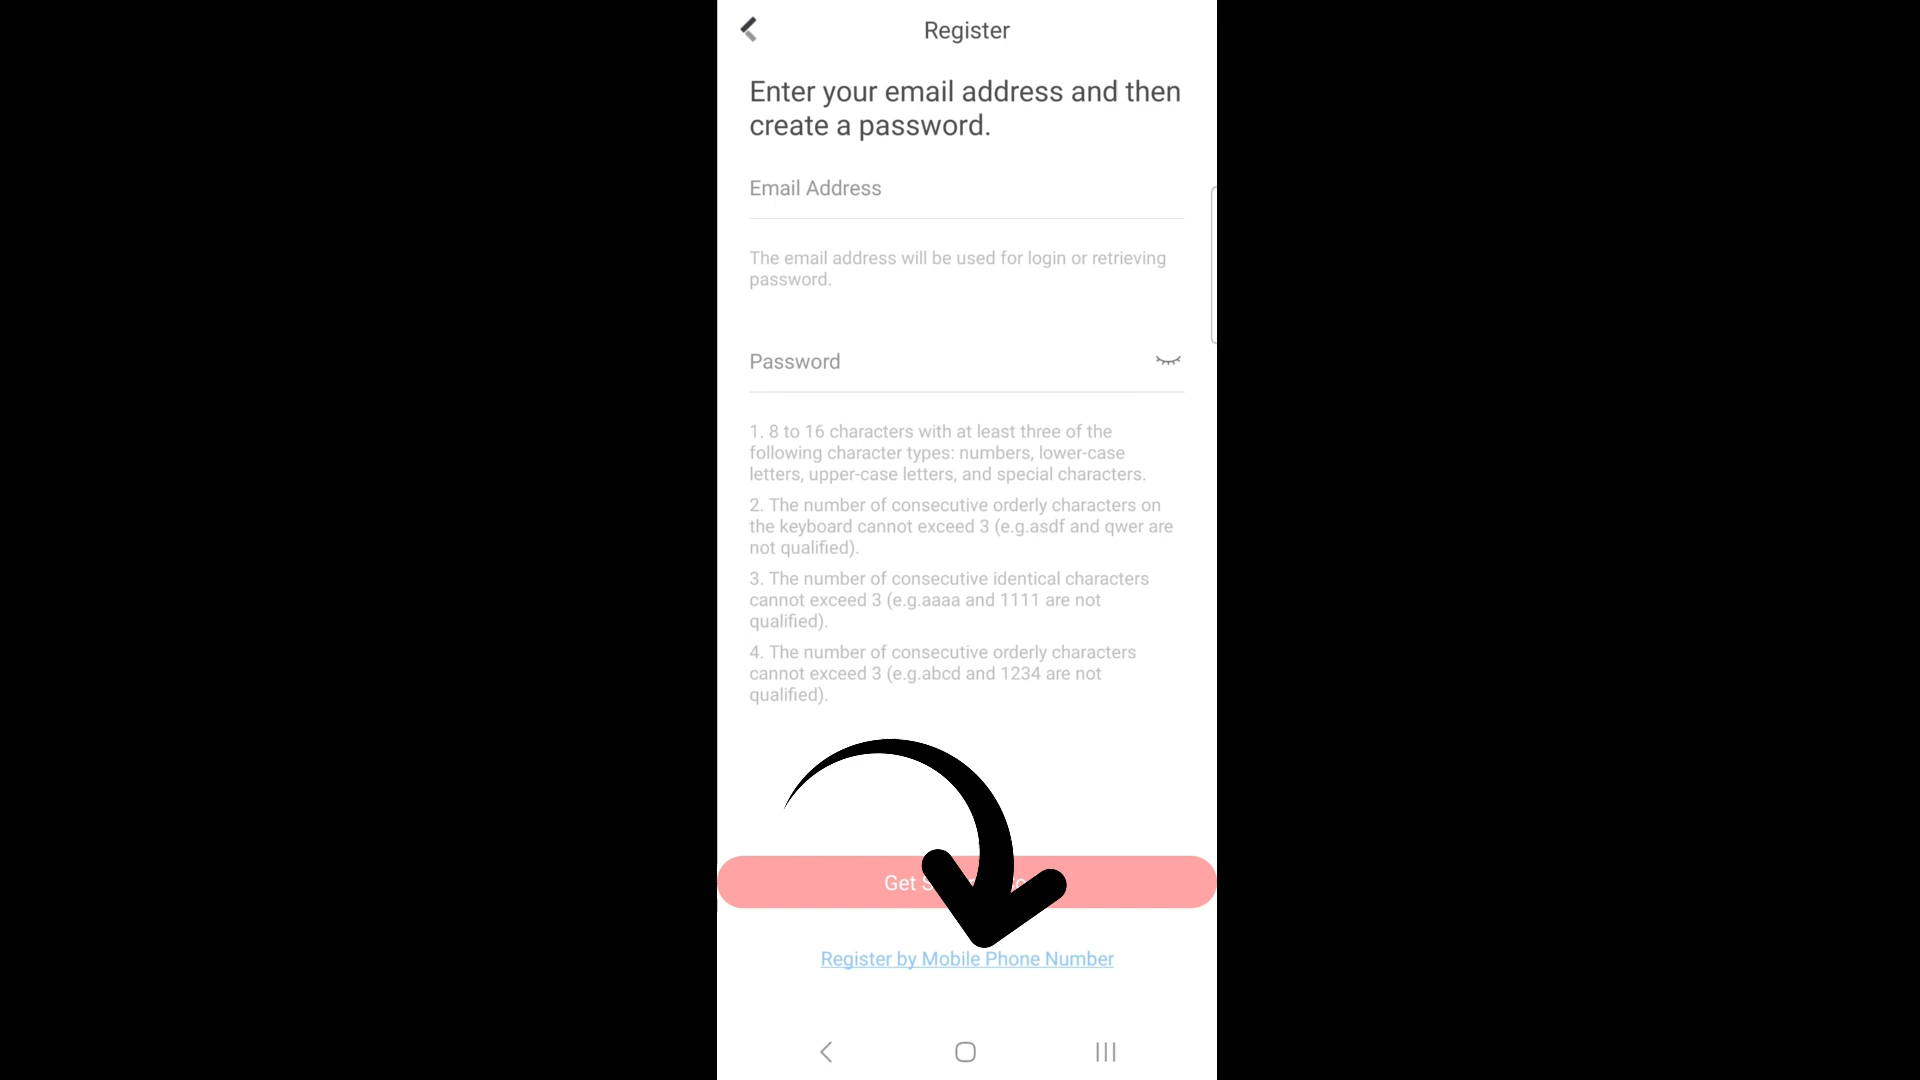 Register
Enter your email address and then
create a password.
Email Address
The email address will be used for login or retrieving
password.
Password
1. 8 to 16 characters with at least three of the
following character types: numbers, lower-case
letters, upper-case letters, and special characters.
2. The number of consecutive orderly characters on
the keyboard cannot exceed 3 (e.g.asdf and qwer are
not qualified).
3. The number of consecutive identical characters
cannot exceed 3 (e.g.aaaa and 1111 are not
qualified).
4. The number of consecutive orderly characters
cannot exceed 3 (e.g.abcd and 1234 are not
qualified).
Get
Register by Mobile Phone Number